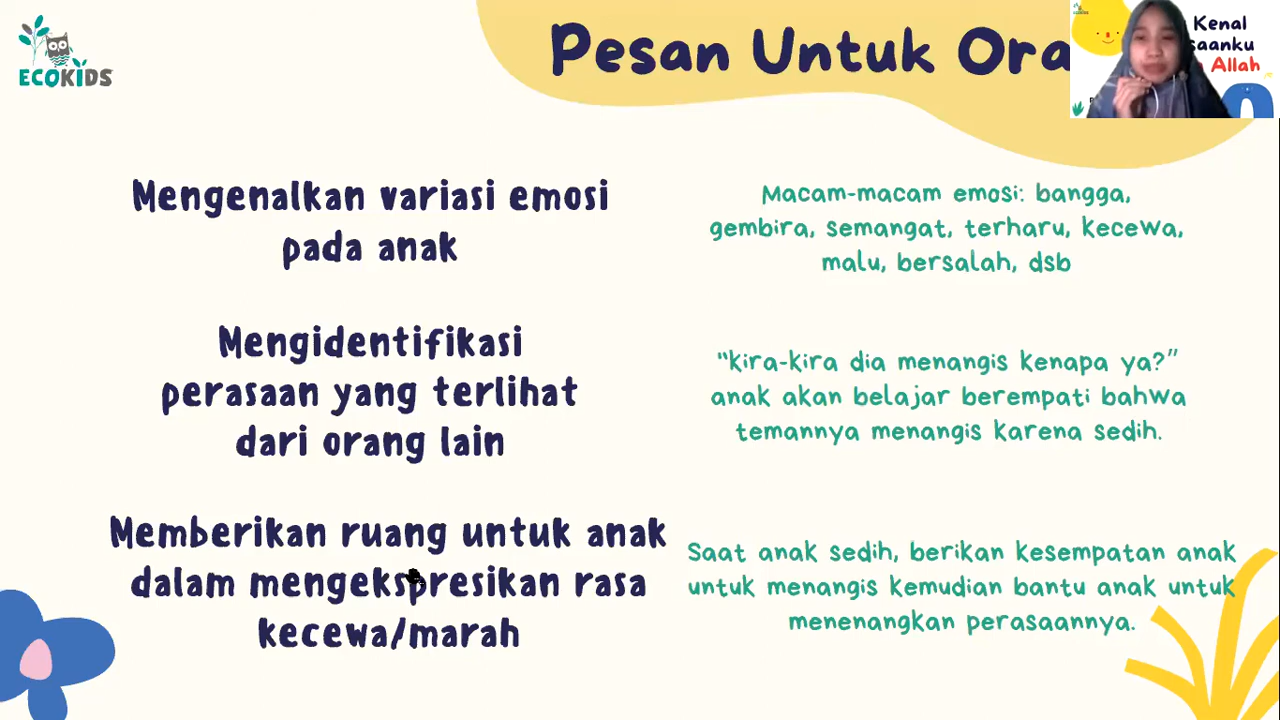 ECOKIDS
Pesan Untuk
Kenal
Allah
Mengenalkan variasi emosi
pada anak
Macam-macam emosi: bangga,
gembira, semangat, terharu, kecewa,
malu, bersalah, dsb
Mengidentifikasi
perasaan yang terlihat
dari orang lain
"kira-kira dia menangis kenapa ya?"
anak akan belajar berempati bahwa
temannya menangis karena sedih.
Memberikan ruang untuk anak
dalam mengekspresikan rasa
kecewa/marah
Saat anak sedih, berikan kesempatan anak
untuk menangis kemudian bantu anak untuk
menenangkan perasaannya.